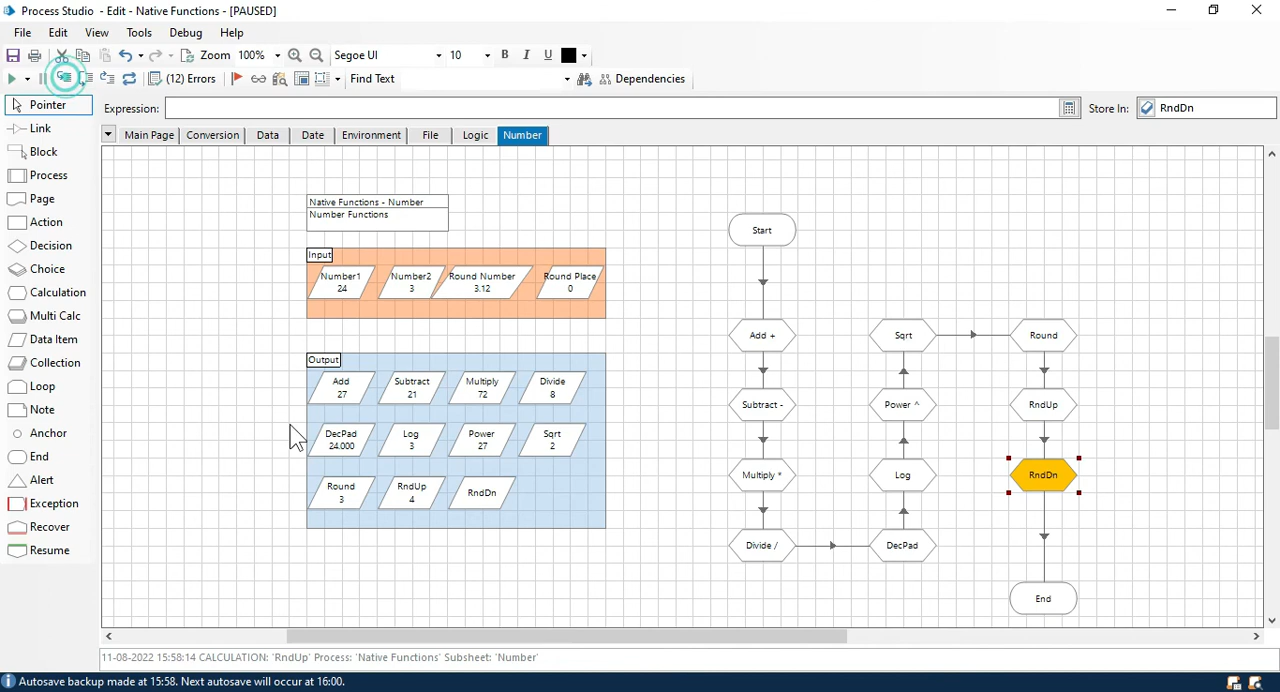 Process Studio - Edit - Native Functions - [PAUSED]
File Edit View Tools Debug Help
Zoom 100% Segoe UI 10 B I U
(12) Errors Find Text Dependencies
Pointer Expression: Store In: RndDn
Link
Block
Process
Page
Action
Decision
Choice
Calculation
Multi Calc
Data Item
Collection
Loop
Note
Anchor
End
Alert
Exception
Recover
Resume
Main Page Conversion Data Date Environment File Logic Number
Native Functions - Number
Number Functions
Input
Number1 Number2 Round Number Round Place
24 3 3.12 0
Output
Add Subtract Multiply Divide
27 21 72 8
DecPad Log Power Sqrt
24.000 3 27 2
Round RndUp RndDn
3 4
Start
Add + Sqrt Round
Subtract - Power ^ RndUp
Multiply * Log RndDn
Divide / DecPad
End
11-08-2022 15:58:14 CALCULATION: 'RndUp' Process: 'Native Functions' Subsheet: 'Number'
Autosave backup made at 15:58. Next autosave will occur at 16:00.